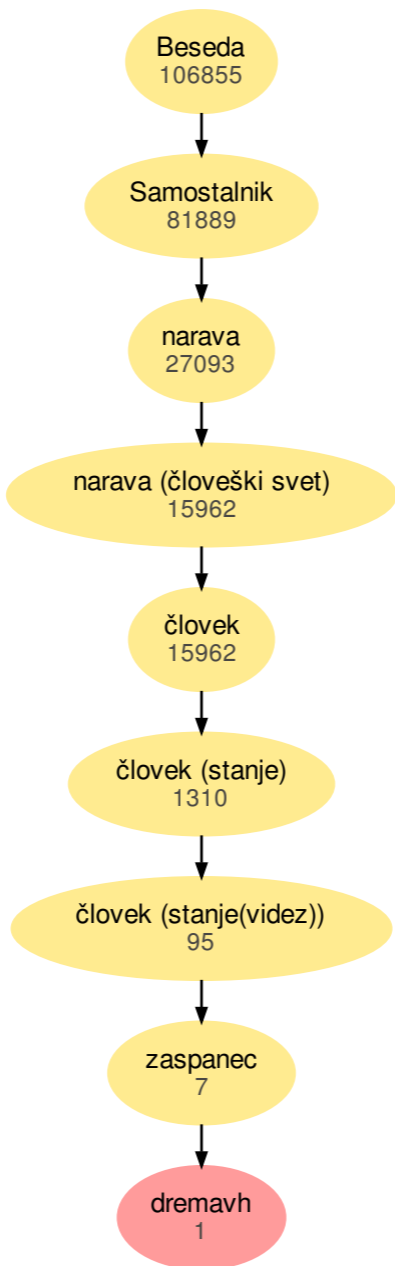 Beseda
106855
Samostalnik
81889
narava
27093
narava (človeški svet)
15962
človek
15962
človek (stanje)
1310
človek (stanje(videz))
95
zaspanec
7
dremavh
1